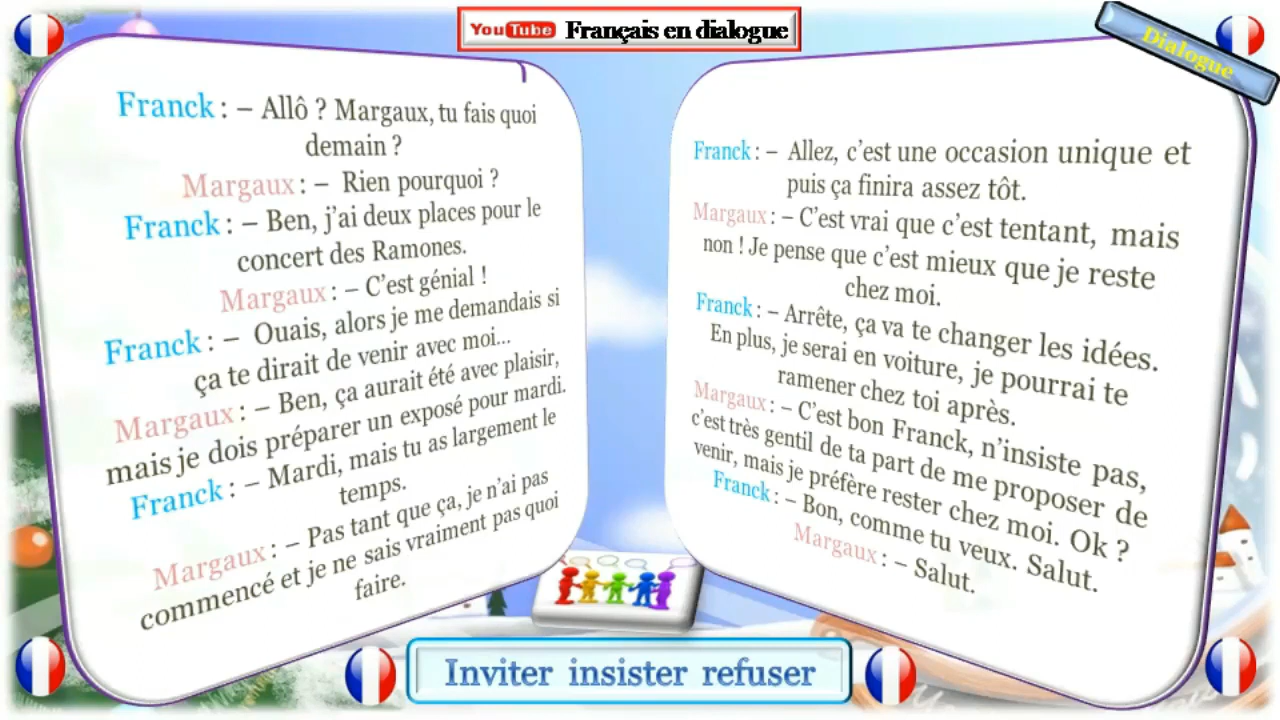 YouTube Français en dialogue
Dialogue
Franck : – Allô ? Margaux, tu fais quoi
demain ?
Margaux : – Rien pourquoi ?
Franck : – Ben, j’ai deux places pour le
concert des Ramones.
Margaux : – C’est génial !
Franck : – Ouais, alors je me demandais si
ça te dirait de venir avec moi...
Margaux : – Ben, ça aurait été avec plaisir,
mais je dois préparer un exposé pour mardi.
Franck : – Mardi, mais tu as largement le
temps.
Margaux : – Pas tant que ça, je n’ai pas
commencé et je ne sais vraiment pas quoi
faire.
Franck : – Allez, c’est une occasion unique et
puis ça finira assez tôt.
Margaux : – C’est vrai que c’est tentant, mais
non ! Je pense que c’est mieux que je reste
chez moi.
Franck : – Arrête, ça va te changer les idées.
En plus, je serai en voiture, je pourrai te
ramener chez toi après.
Margaux : – C’est bon Franck, n’insiste pas,
c’est très gentil de ta part de me proposer de
venir, mais je préfère rester chez moi. Ok ?
Franck : – Bon, comme tu veux. Salut.
Margaux : – Salut.
Inviter insister refuser